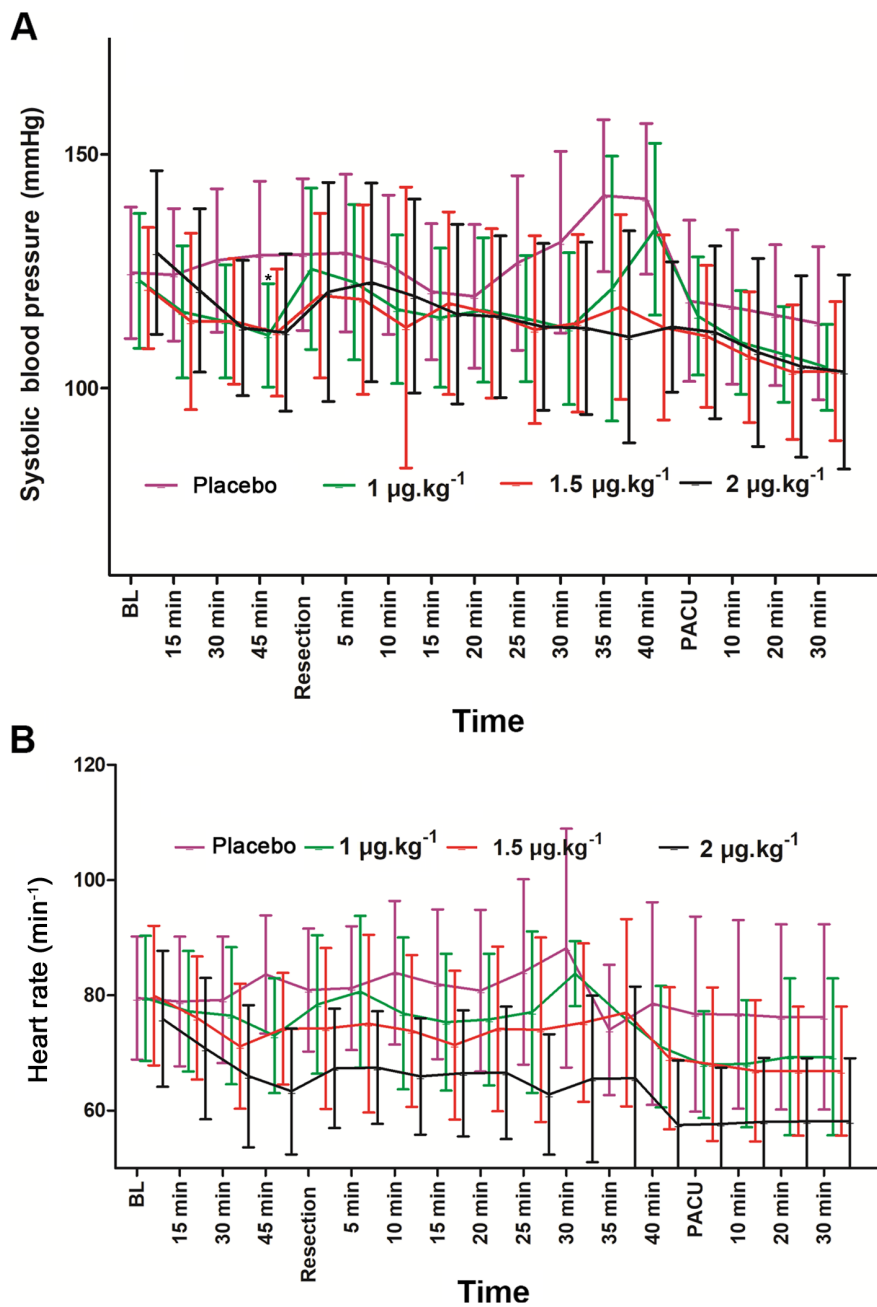 A
Systolic blood pressure (mmHg)
150
100
*
Placebo 1 µg.kg⁻¹ 1.5 µg.kg⁻¹ 2 µg.kg⁻¹
BL
15 min
30 min
45 min
Resection
5 min
10 min
15 min
20 min
25 min
30 min
35 min
40 min
PACU
10 min
20 min
30 min
Time
B
Heart rate (min⁻¹)
120
100
80
60
Placebo 1 µg.kg⁻¹ 1.5 µg.kg⁻¹ 2 µg.kg⁻¹
BL
15 min
30 min
45 min
Resection
5 min
10 min
15 min
20 min
25 min
30 min
35 min
40 min
PACU
10 min
20 min
30 min
Time